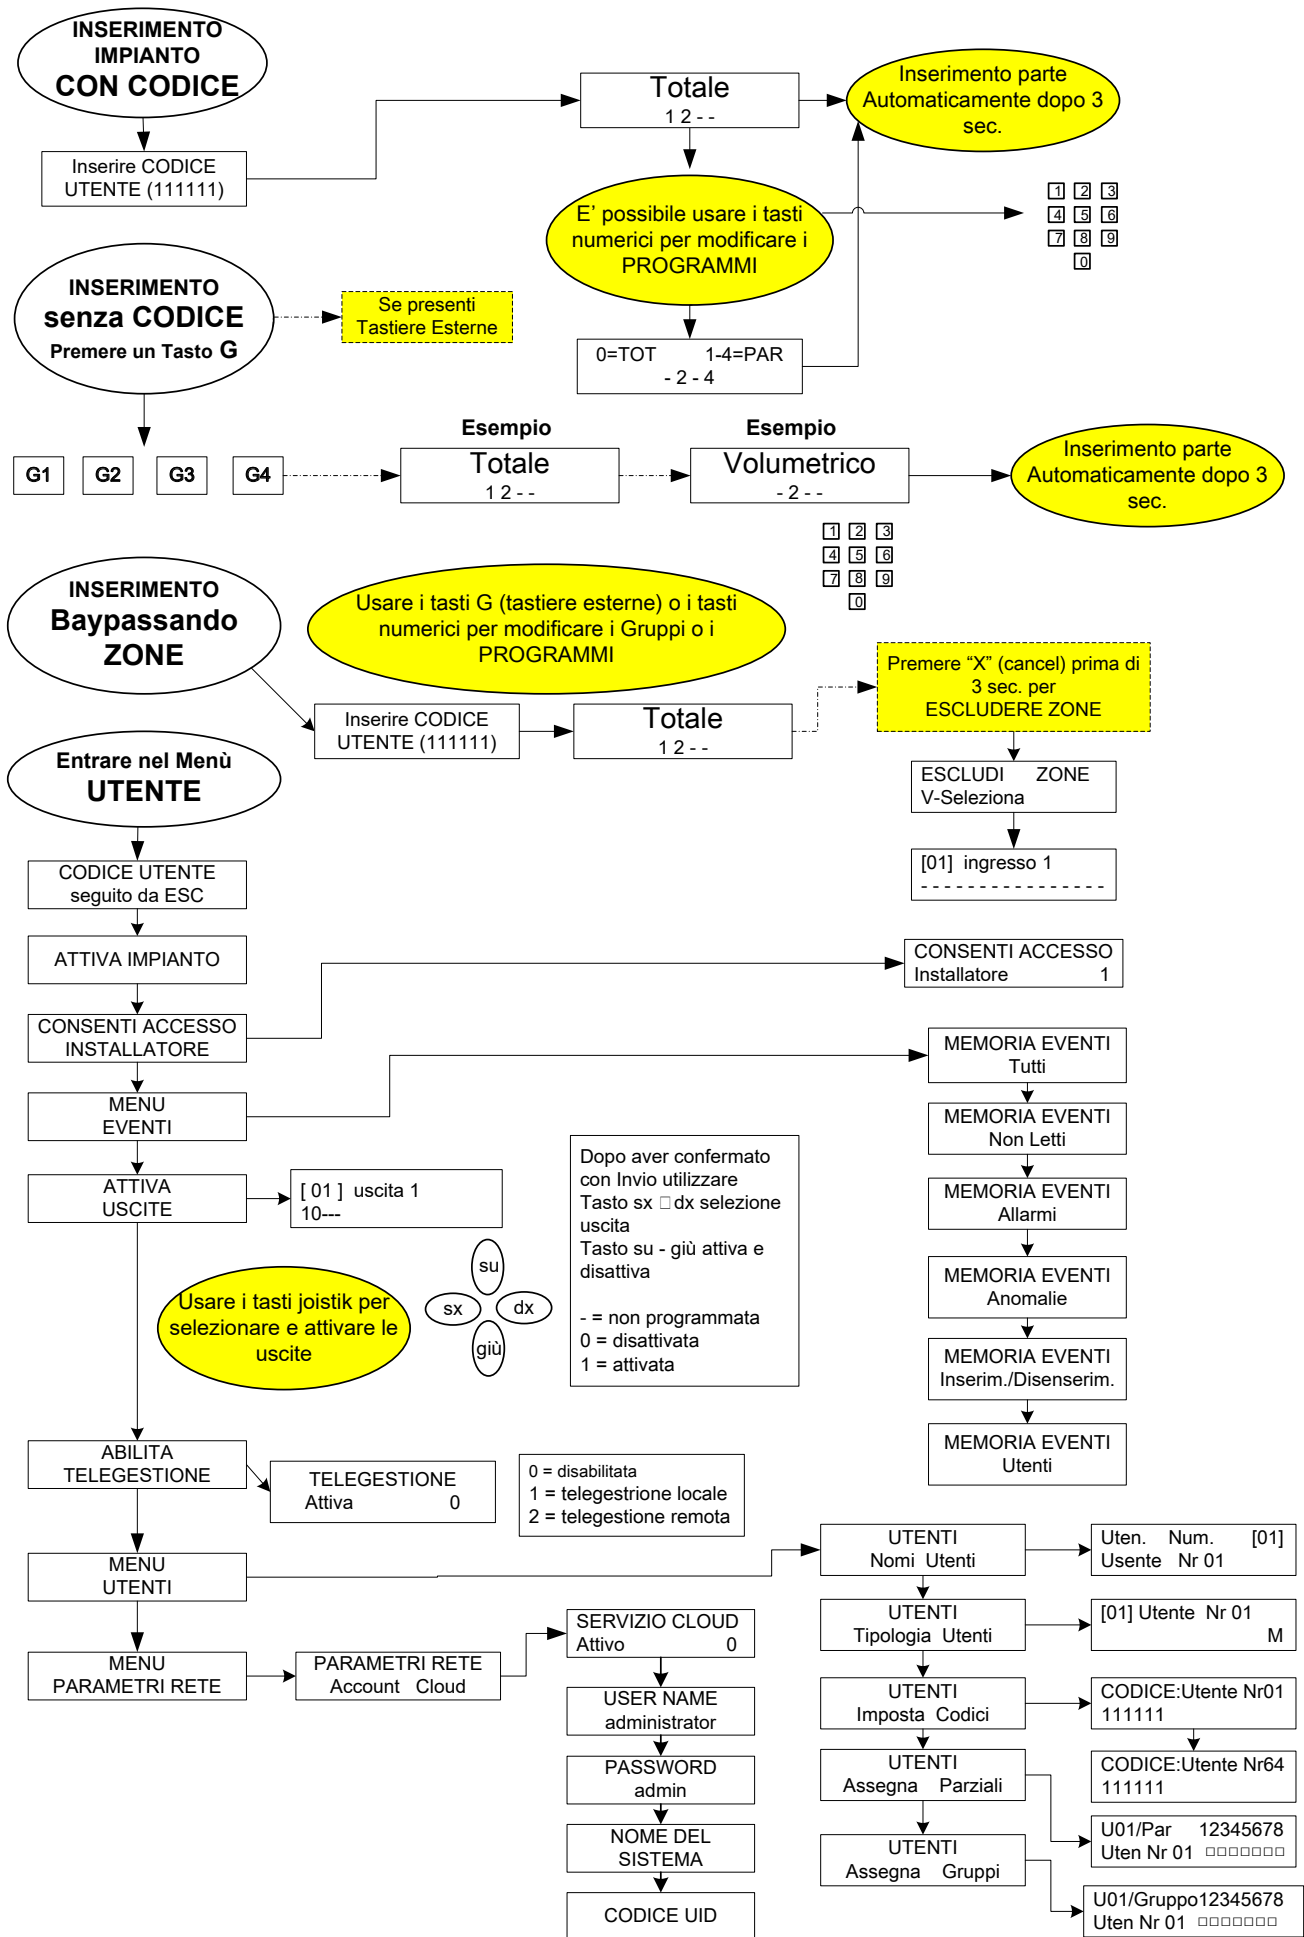 INSERIMENTO
IMPIANTO
CON CODICE
Inserire CODICE
UTENTE (111111)
Totale
1 2 - -
Inserimento parte
Automaticamente dopo 3
sec.
E' possibile usare i tasti
numerici per modificare i
PROGRAMMI
1 2 3
4 5 6
7 8 9
0
0=TOT 1-4=PAR
- 2 - 4
INSERIMENTO
senza CODICE
Premere un Tasto G
Se presenti
Tastiere Esterne
G1 G2 G3 G4
Esempio
Totale
1 2 - -
Esempio
Volumetrico
- 2 - -
Inserimento parte
Automaticamente dopo 3
sec.
1 2 3
4 5 6
7 8 9
0
INSERIMENTO
Baypassando
ZONE
Usare i tasti G (tastiere esterne) o i tasti
numerici per modificare i Gruppi o i
PROGRAMMI
Inserire CODICE
UTENTE (111111)
Totale
1 2 - -
Premere “X” (cancel) prima di
3 sec. per
ESCLUDERE ZONE
ESCLUDI ZONE
V-Seleziona
[01] ingresso 1
- - - - - - - - - - - - - - - -
Entrare nel Menù
UTENTE
CODICE UTENTE
seguito da ESC
ATTIVA IMPIANTO
CONSENTI ACCESSO
INSTALLATORE
CONSENTI ACCESSO
Installatore 1
MENU
EVENTI
MEMORIA EVENTI
Tutti
MEMORIA EVENTI
Non Letti
MEMORIA EVENTI
Allarmi
MEMORIA EVENTI
Anomalie
MEMORIA EVENTI
Inserim./Disenserim.
MEMORIA EVENTI
Utenti
ATTIVA
USCITE
[ 01 ] uscita 1
10---
Dopo aver confermato
con Invio utilizzare
Tasto sx □ dx selezione
uscita
Tasto su - giù attiva e
disattiva
- = non programmata
0 = disattivata
1 = attivata
Usare i tasti joistik per
selezionare e attivare le
uscite
su
sx dx
giù
ABILITA
TELEGESTIONE
TELEGESTIONE
Attiva 0
0 = disabilitata
1 = telegestrione locale
2 = telegestione remota
MENU
UTENTI
UTENTI
Nomi Utenti
Uten. Num. [01]
Usente Nr 01
UTENTI
Tipologia Utenti
[01] Utente Nr 01
M
UTENTI
Imposta Codici
CODICE:Utente Nr01
111111
CODICE:Utente Nr64
111111
UTENTI
Assegna Parziali
U01/Par 12345678
Uten Nr 01 □□□□□□□
UTENTI
Assegna Gruppi
U01/Gruppo12345678
Uten Nr 01 □□□□□□□
MENU
PARAMETRI RETE
PARAMETRI RETE
Account Cloud
SERVIZIO CLOUD
Attivo 0
USER NAME
administrator
PASSWORD
admin
NOME DEL
SISTEMA
CODICE UID